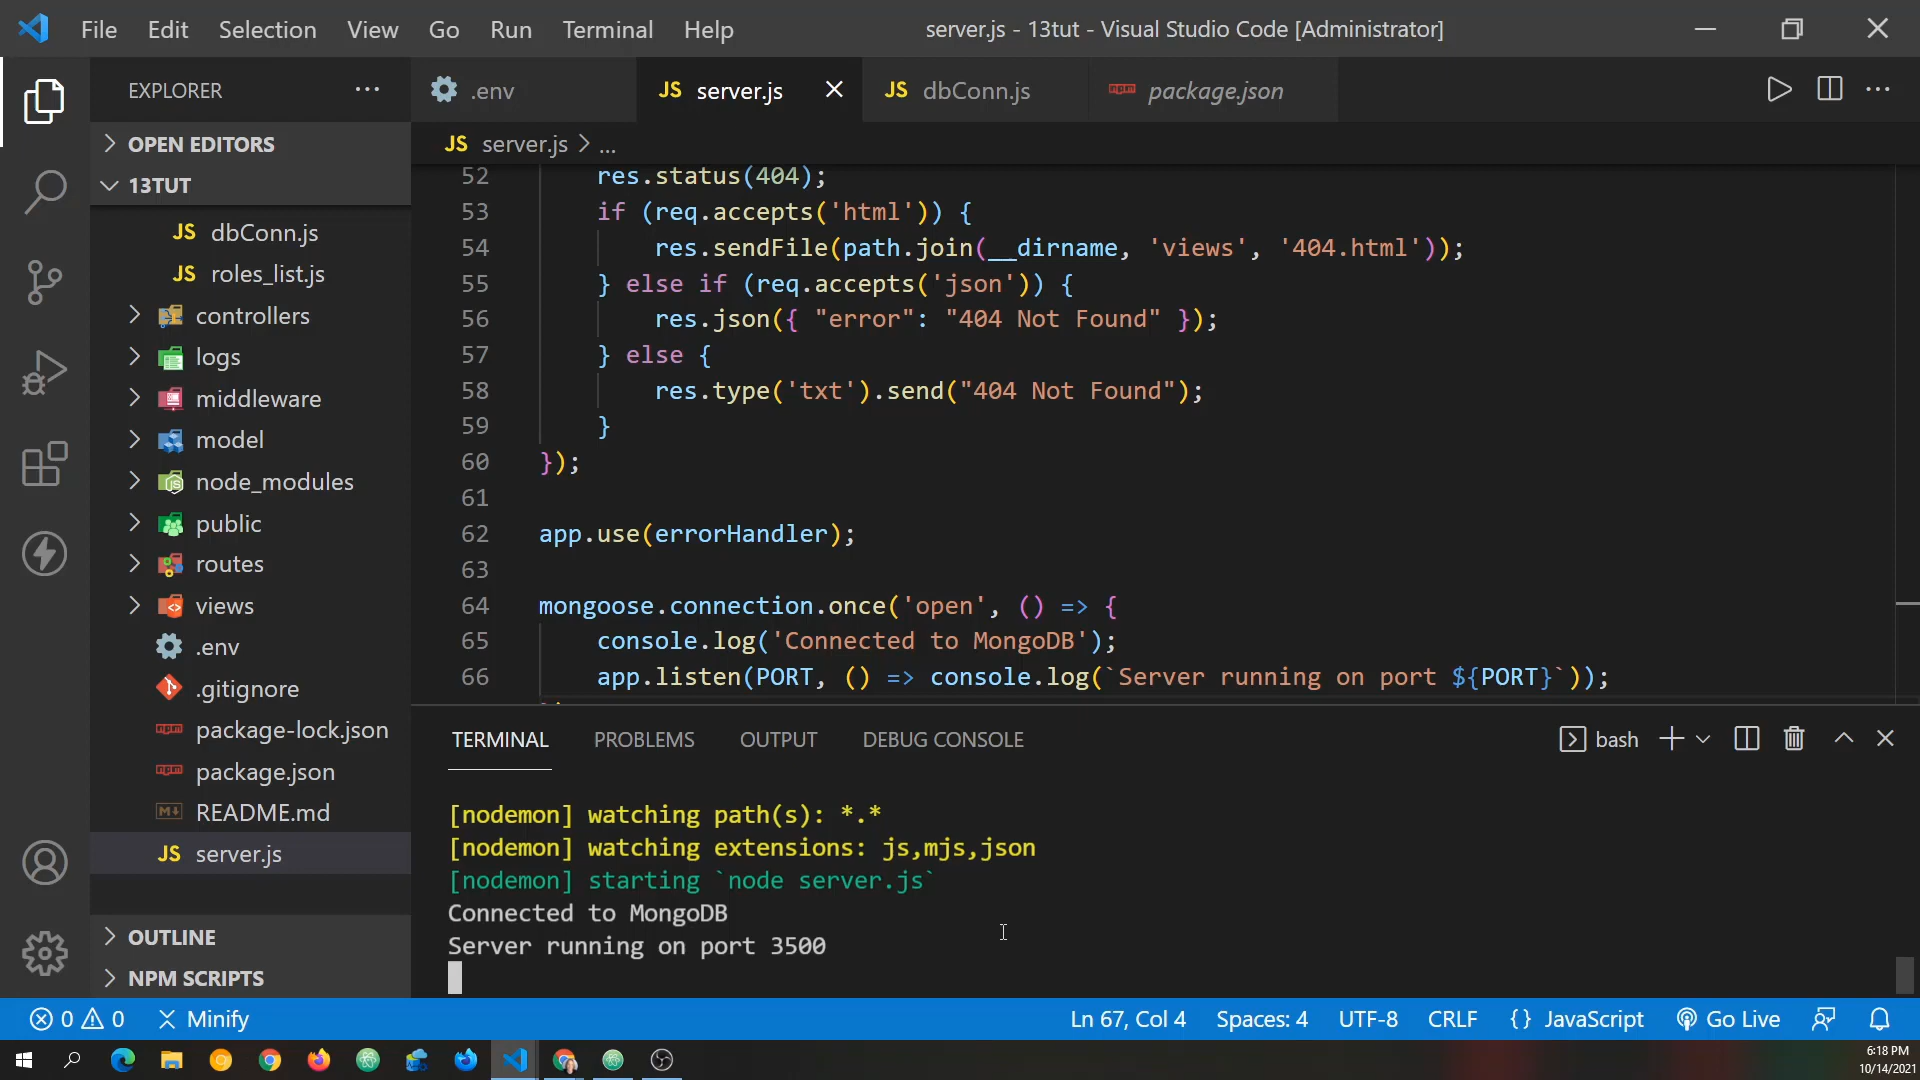 File Edit Selection View Go Run Terminal Help
server.js - 13tut - Visual Studio Code [Administrator]
EXPLORER
OPEN EDITORS
13TUT
JS dbConn.js
JS roles_list.js
controllers
logs
middleware
model
node_modules
public
routes
views
.env
.gitignore
package-lock.json
package.json
README.md
JS server.js
OUTLINE
NPM SCRIPTS
.env
JS server.js
JS dbConn.js
package.json
JS server.js > ...
52 res.status(404);
53 if (req.accepts('html')) {
54 res.sendFile(path.join(__dirname, 'views', '404.html'));
55 } else if (req.accepts('json')) {
56 res.json({ "error": "404 Not Found" });
57 } else {
58 res.type('txt').send("404 Not Found");
59 }
60 });
61
62 app.use(errorHandler);
63
64 mongoose.connection.once('open', () => {
65 console.log('Connected to MongoDB');
66 app.listen(PORT, () => console.log(`Server running on port ${PORT}`));
TERMINAL PROBLEMS OUTPUT DEBUG CONSOLE
bash
[nodemon] watching path(s): *.*
[nodemon] watching extensions: js,mjs,json
[nodemon] starting `node server.js`
Connected to MongoDB
Server running on port 3500
0 0 Minify
Ln 67, Col 4 Spaces: 4 UTF-8 CRLF {} JavaScript Go Live
6:18 PM
10/14/2021